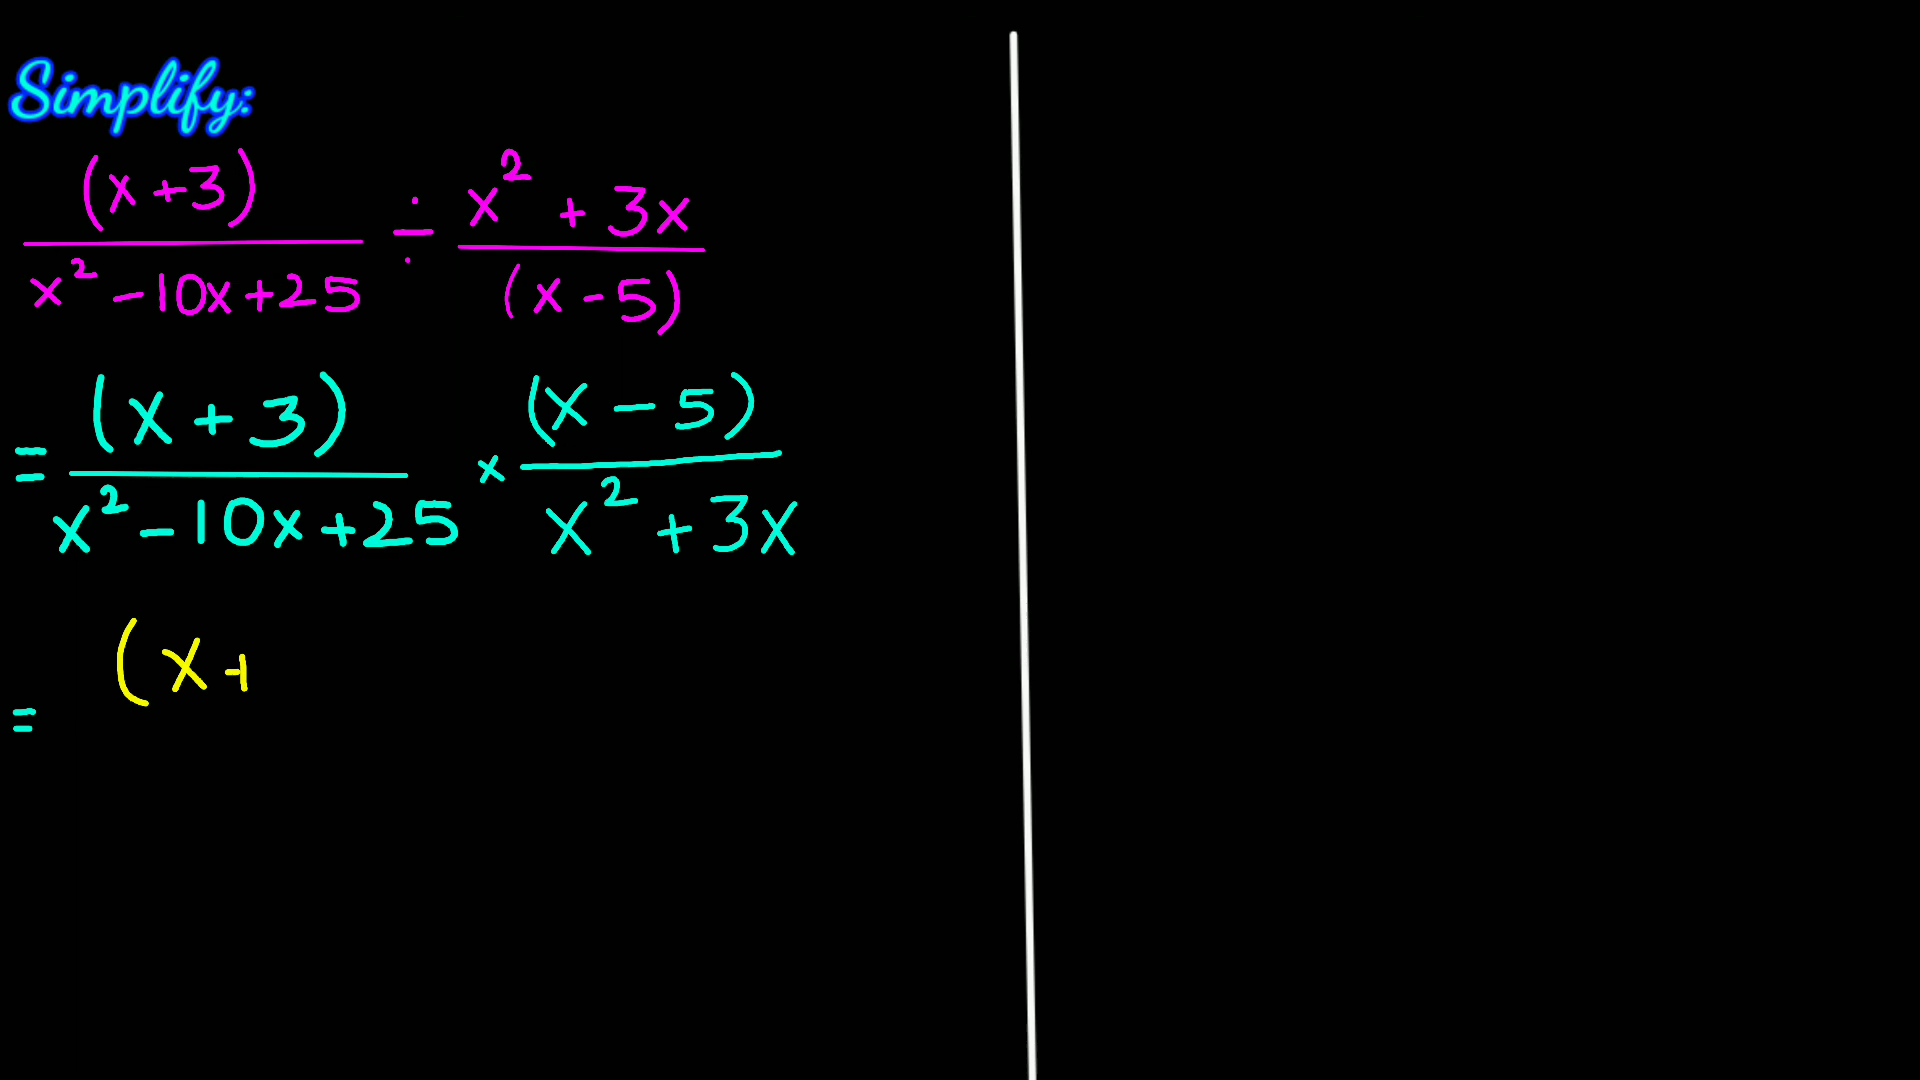 Simplify:
(x+3) / x² - 10x + 25 ÷ x² + 3x / (x - 5)
= (x + 3) / x² - 10x + 25 × (x - 5) / x² + 3x
= (x +